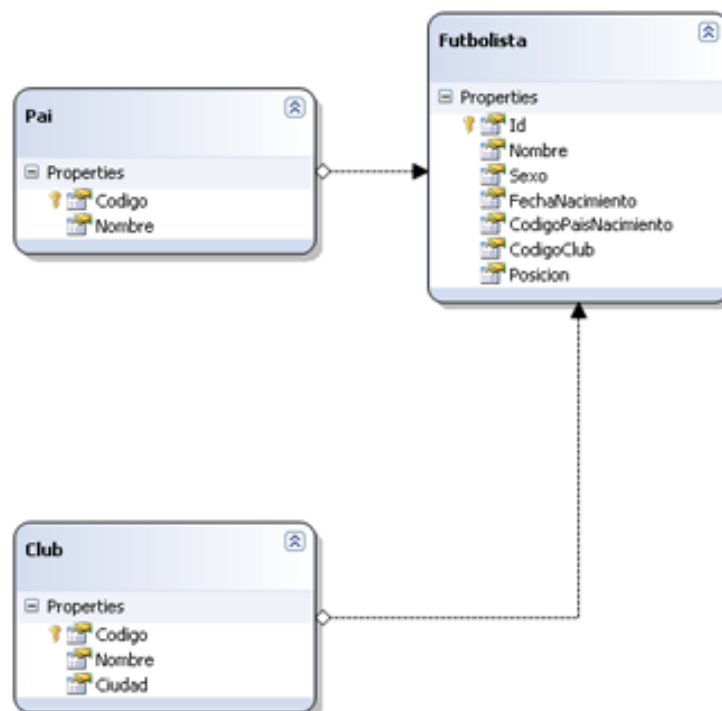 Futbolista
Properties
Id
Nombre
Sexo
FechaNacimiento
CodigoPaisNacimiento
CodigoClub
Posicion
Pai
Properties
Codigo
Nombre
Club
Properties
Codigo
Nombre
Ciudad